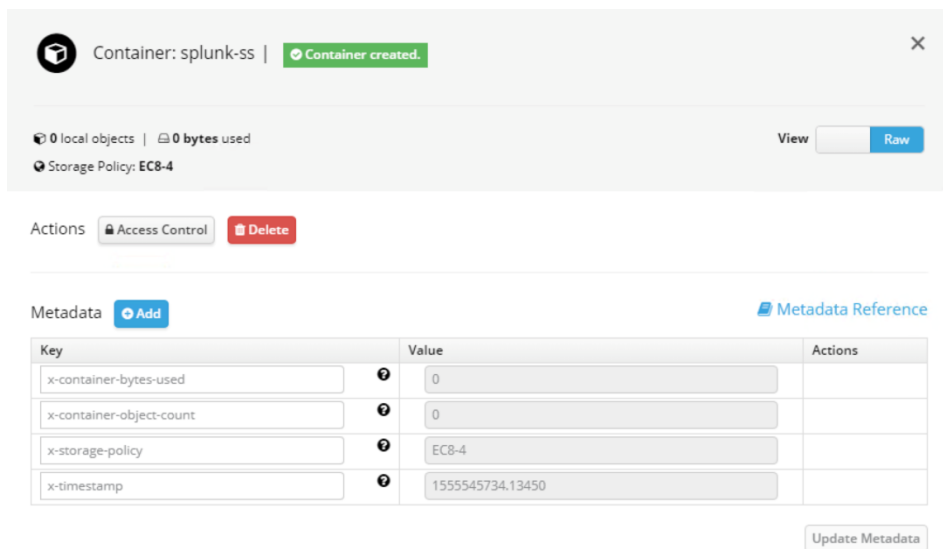 Container: splunk-ss | Container created.
0 local objects | 0 bytes used
View Raw
Storage Policy: EC8-4
Actions Access Control Delete
Metadata Add Metadata Reference
Key Value Actions
x-container-bytes-used 0
x-container-object-count 0
x-storage-policy EC8-4
x-timestamp 1555545734.13450
Update Metadata